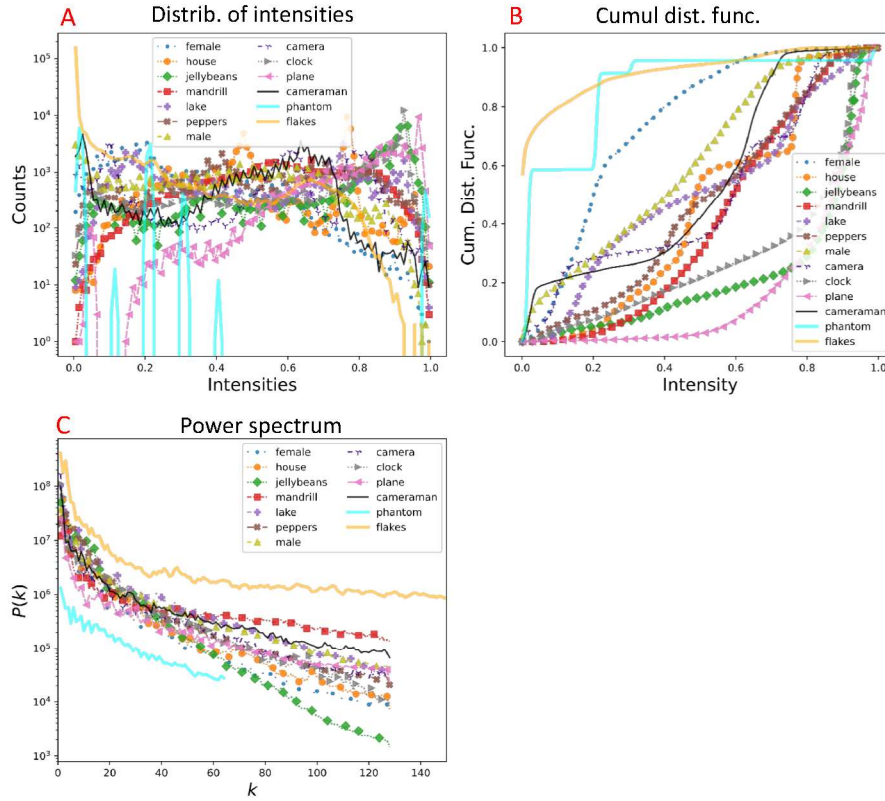 A Distrib. of intensities
female camera
house clock
jellybeans plane
mandrill cameraman
lake phantom
peppers flakes
male
Counts
10^5
10^4
10^3
10^2
10^1
10^0
0.0 0.2 0.4 0.6 0.8 1.0
Intensities
B Cumul dist. func.
Cum. Dist. Func.
1.0
0.8
0.6
0.4
0.2
0.0
female
house
jellybeans
mandrill
lake
peppers
male
camera
clock
plane
cameraman
phantom
flakes
0.0 0.2 0.4 0.6 0.8 1.0
Intensity
C Power spectrum
female camera
house clock
jellybeans plane
mandrill cameraman
lake phantom
peppers flakes
male
P(k)
10^8
10^7
10^6
10^5
10^4
10^3
0 20 40 60 80 100 120 140
k